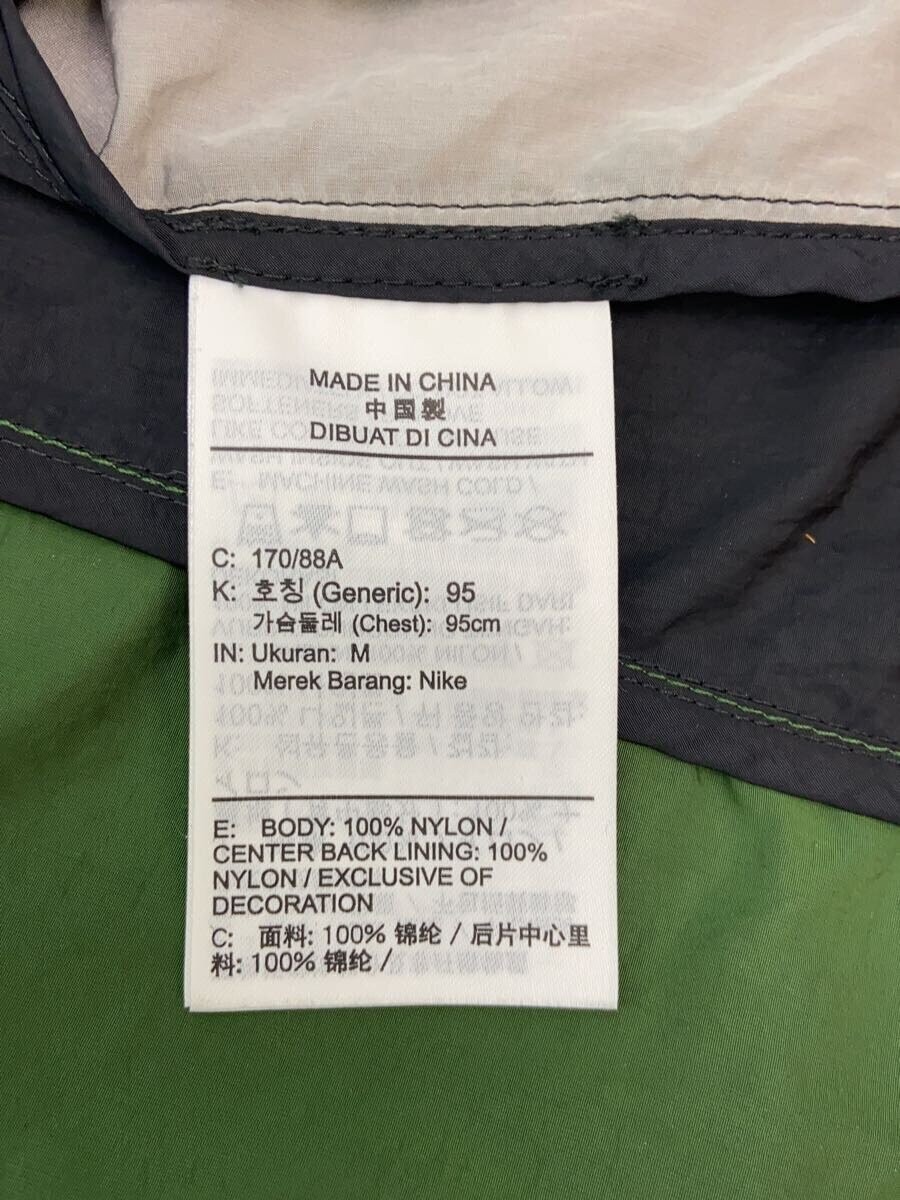 MADE IN CHINA
中国製
DIBUAT DI CINA
C: 170/88A
K: 호칭 (Generic): 95
가슴둘레 (Chest): 95cm
IN: Ukuran: M
Merek Barang: Nike
E: BODY: 100% NYLON /
CENTER BACK LINING: 100%
NYLON / EXCLUSIVE OF
DECORATION
C: 面料: 100% 锦纶 / 后片中心里
料: 100% 锦纶 /